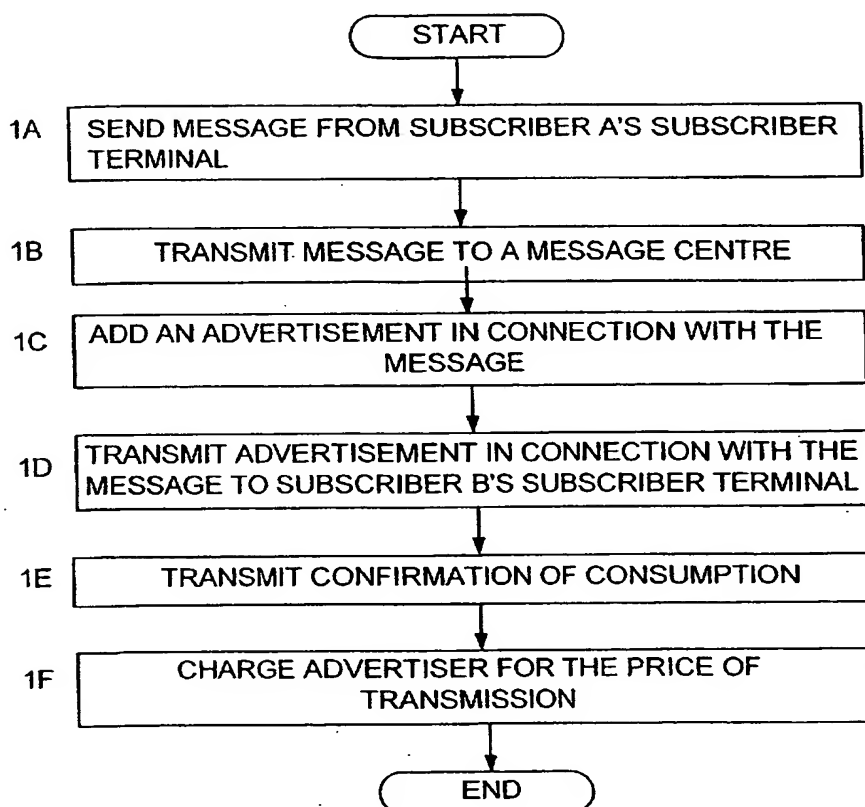 START
1A SEND MESSAGE FROM SUBSCRIBER A'S SUBSCRIBER
TERMINAL
1B TRANSMIT MESSAGE TO A MESSAGE CENTRE
1C ADD AN ADVERTISEMENT IN CONNECTION WITH THE
MESSAGE
1D TRANSMIT ADVERTISEMENT IN CONNECTION WITH THE
MESSAGE TO SUBSCRIBER B'S SUBSCRIBER TERMINAL
1E TRANSMIT CONFIRMATION OF CONSUMPTION
1F CHARGE ADVERTISER FOR THE PRICE OF
TRANSMISSION
END